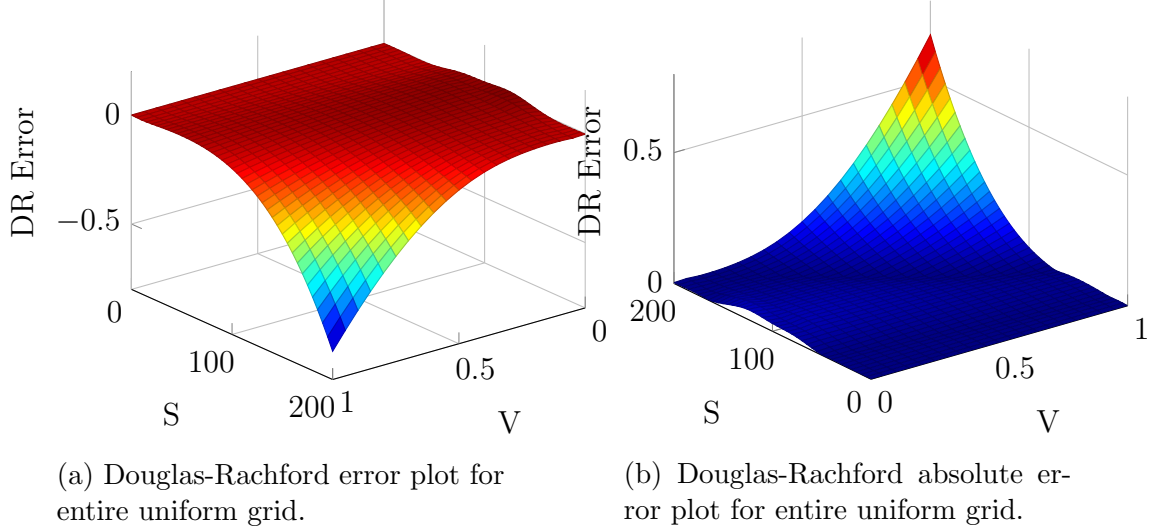 0
−0.5
DR Error
0
100
200
S
1
0.5
0
V
0.5
0
DR Error
200
100
0
S
0
0.5
1
V
(a) Douglas-Rachford error plot for
entire uniform grid.
(b) Douglas-Rachford absolute er-
ror plot for entire uniform grid.